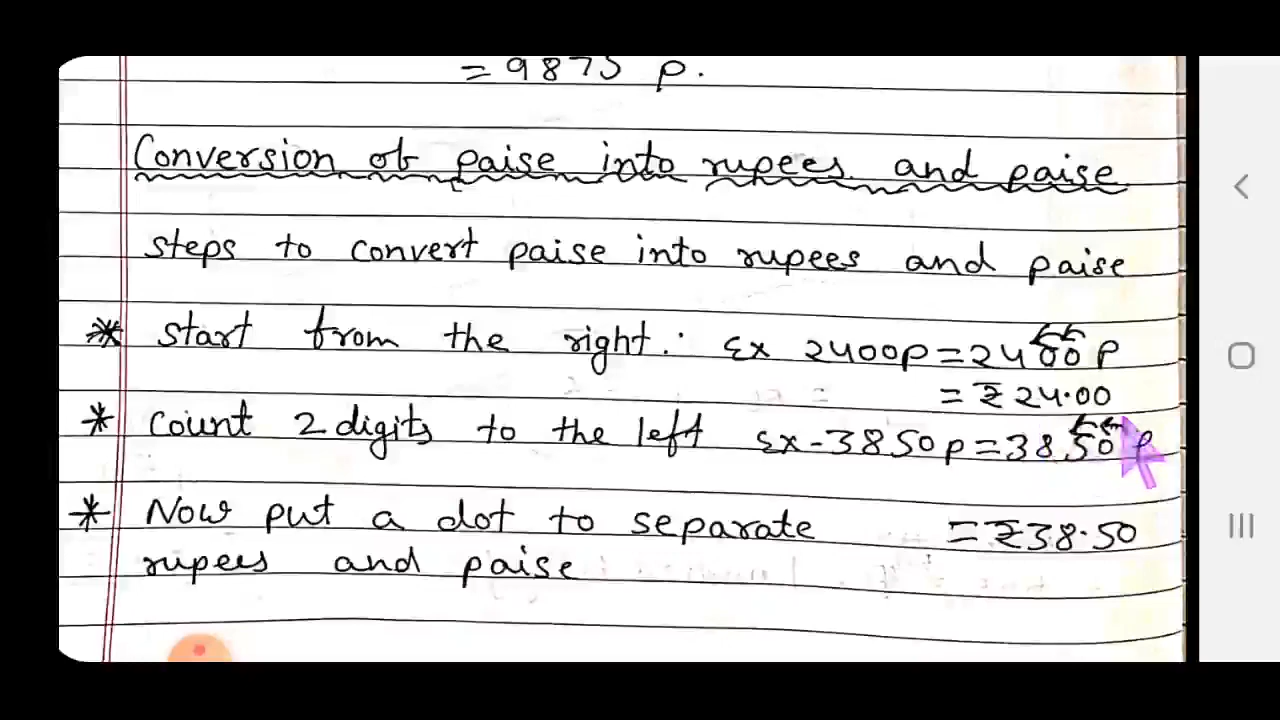 = 9875 p.
Conversion of paise into rupees and paise
steps to convert paise into rupees and paise
* start from the right. Ex 2400p = 2400 p
= ₹24.00
* Count 2 digits to the left Ex - 3850p = 3850 p
* Now put a dot to separate = ₹38.50
rupees and paise